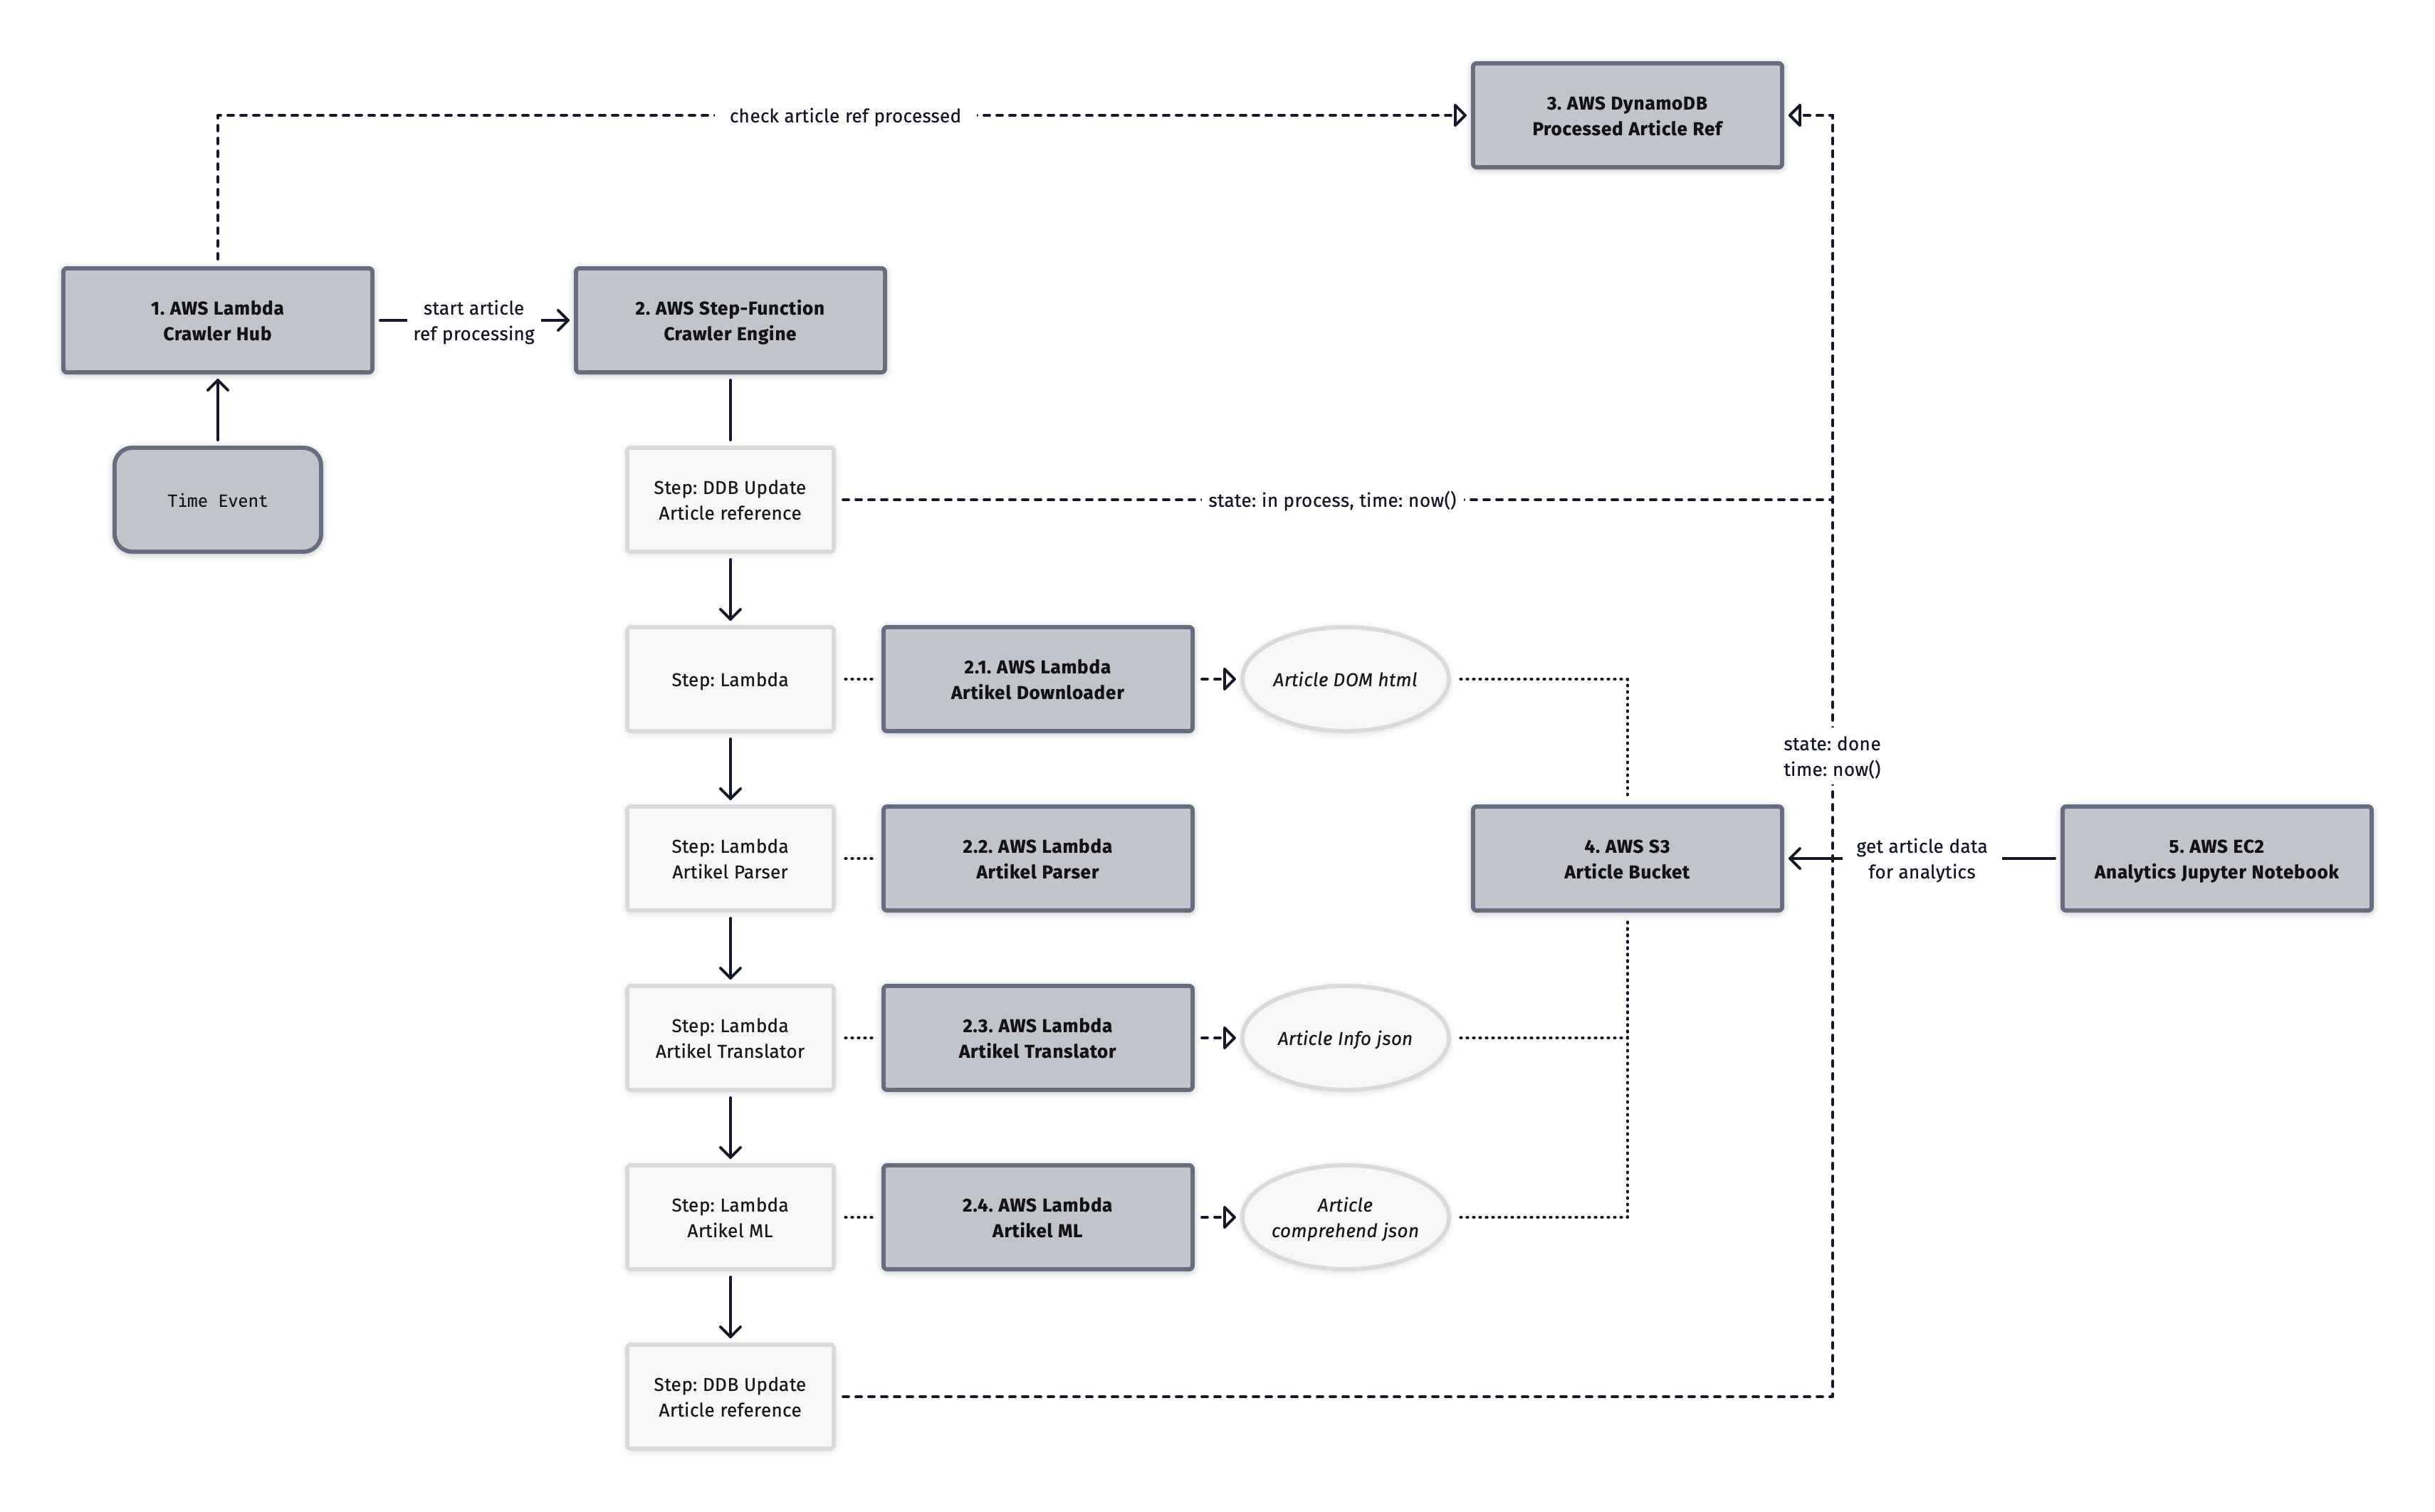 check article ref processed
3. AWS DynamoDB
Processed Article Ref
1. AWS Lambda
Crawler Hub
start article
ref processing
2. AWS Step-Function
Crawler Engine
Time Event
Step: DDB Update
Article reference
state: in process, time: now()
Step: Lambda
2.1. AWS Lambda
Artikel Downloader
Article DOM html
state: done
time: now()
Step: Lambda
Artikel Parser
2.2. AWS Lambda
Artikel Parser
4. AWS S3
Article Bucket
get article data
for analytics
5. AWS EC2
Analytics Jupyter Notebook
Step: Lambda
Artikel Translator
2.3. AWS Lambda
Artikel Translator
Article Info json
Step: Lambda
Artikel ML
2.4. AWS Lambda
Artikel ML
Article
comprehend json
Step: DDB Update
Article reference